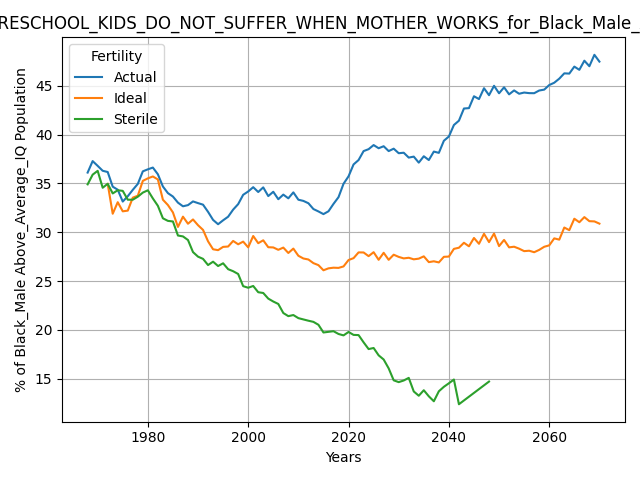 RESCHOOL_KIDS_DO_NOT_SUFFER_WHEN_MOTHER_WORKS_for_Black_Male_
Fertility
Actual
Ideal
Sterile
% of Black_Male Above_Average_IQ Population
45
40
35
30
25
20
15
1980
2000
2020
2040
2060
Years